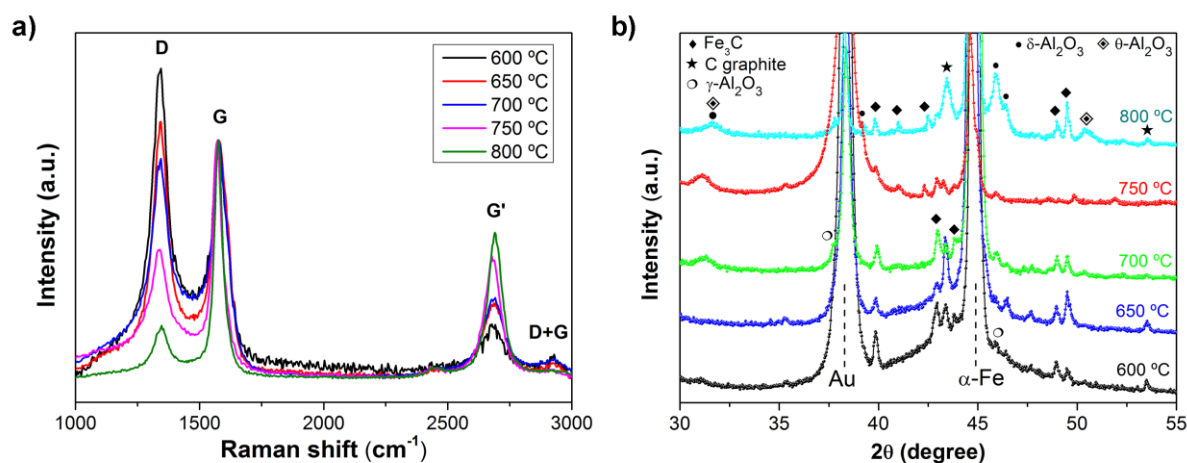 a)
D
G
G'
D+G
600 ºC
650 ºC
700 ºC
750 ºC
800 ºC
Intensity (a.u.)
1000 1500 2000 2500 3000
Raman shift (cm⁻¹)
b)
◆ Fe₃C
★ C graphite
γ-Al₂O₃
• δ-Al₂O₃
θ-Al₂O₃
800 ºC
750 ºC
700 ºC
650 ºC
600 ºC
Au
α-Fe
Intensity (a.u.)
30 35 40 45 50 55
2θ (degree)